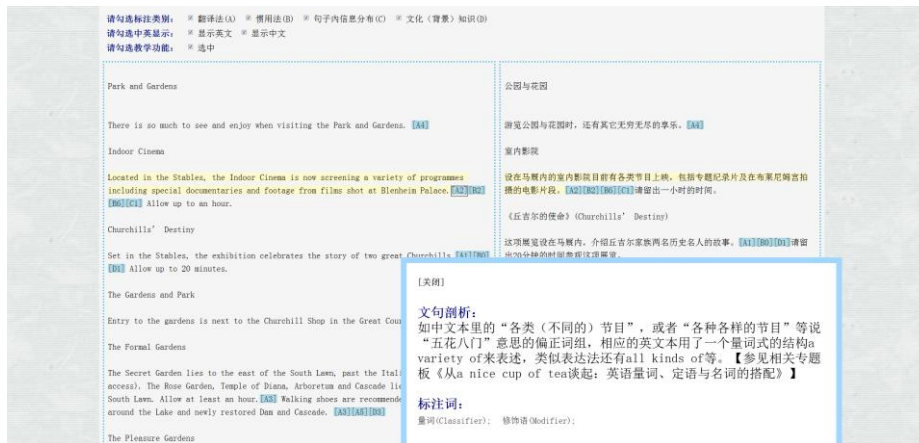 请勾选标注类别： 翻译法(A) 惯用法(B) 句子内信息分布(C) 文化(背景)知识(D)
请勾选中英显示： 显示英文 显示中文
请勾选教学功能： 选中
Park and Gardens
There is so much to see and enjoy when visiting the Park and Gardens. [A4]
Indoor Cinema
Located in the Stables, the Indoor Cinema is now screening a variety of programmes
including special documentaries and footage from films shot at Blenheim Palace.[A2][B2]
[B6][C1] Allow up to an hour.
Churchills' Destiny
Set in the Stables, the exhibition celebrates the story of two great Churchills.[A1][B0]
[D1] Allow up to 20 minutes.
The Gardens and Park
Entry to the gardens is next to the Churchill Shop in the Great Cou
The Formal Gardens
The Secret Garden lies to the east of the South Lawn, past the Itali
access). The Rose Garden, Temple of Diana, Arboretum and Cascade lie
South Lawn. Allow at least an hour.[A3] Walking shoes are recommende
around the Lake and newly restored Dam and Cascade. [A3][A5][D3]
The Pleasure Gardens
公园与花园
游览公园与花园时，还有其它无穷无尽的享乐。[A4]
室内影院
设在马厩内的室内影院目前有各类节目上映，包括专题纪录片及在布莱尼姆宫拍
摄的电影片段。[A2][B2][B6][C1]请留出一小时的时间。
《丘吉尔的使命》(Churchills' Destiny)
这项展览设在马厩内，介绍丘吉尔家族两名历史名人的故事。[A1][B0][D1]请留
出20分钟的时间参观这项展览。
[关闭]
文句剖析：
如中文本里的“各类（不同的）节目”，或者“各种各样的节目”等说
“五花八门”意思的偏正词组，相应的英文本用了一个量词式的结构a
variety of来表述，类似表达法还有all kinds of等。【参见相关专题
板《从a nice cup of tea谈起：英语量词、定语与名词的搭配》】
标注词：
量词(Classifier)； 修饰语(Modifier)；